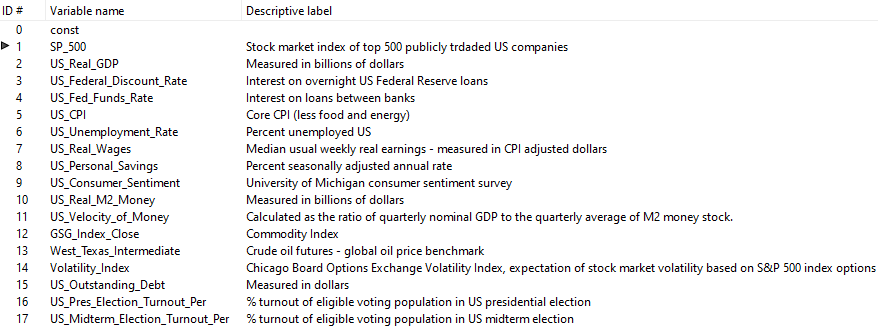 ID # Variable name Descriptive label
0 const
1 SP_500 Stock market index of top 500 publicly trdaded US companies
2 US_Real_GDP Measured in billions of dollars
3 US_Federal_Discount_Rate Interest on overnight US Federal Reserve loans
4 US_Fed_Funds_Rate Interest on loans between banks
5 US_CPI Core CPI (less food and energy)
6 US_Unemployment_Rate Percent unemployed US
7 US_Real_Wages Median usual weekly real earnings - measured in CPI adjusted dollars
8 US_Personal_Savings Percent seasonally adjusted annual rate
9 US_Consumer_Sentiment University of Michigan consumer sentiment survey
10 US_Real_M2_Money Measured in billions of dollars
11 US_Velocity_of_Money Calculated as the ratio of quarterly nominal GDP to the quarterly average of M2 money stock.
12 GSG_Index_Close Commodity Index
13 West_Texas_Intermediate Crude oil futures - global oil price benchmark
14 Volatility_Index Chicago Board Options Exchange Volatility Index, expectation of stock market volatility based on S&P 500 index options
15 US_Outstanding_Debt Measured in dollars
16 US_Pres_Election_Turnout_Per % turnout of eligible voting population in US presidential election
17 US_Midterm_Election_Turnout_Per % turnout of eligible voting population in US midterm election